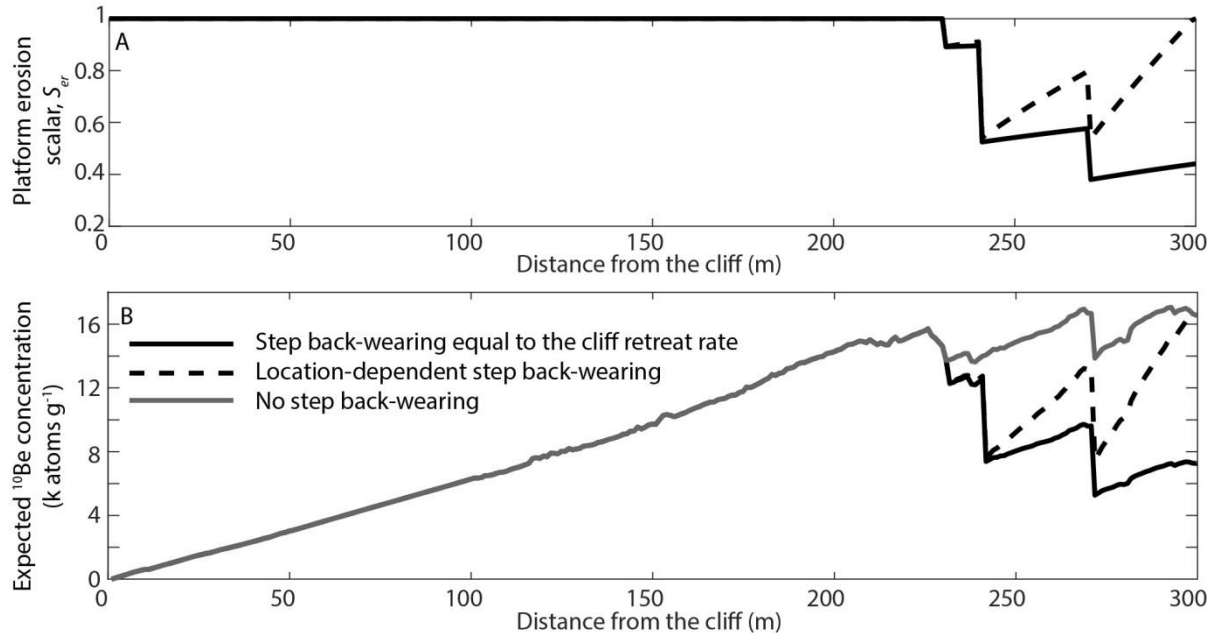 A
Platform erosion
scalar, Ser
1
0.8
0.6
0.4
0.2
0
50
100
150
200
250
300
Distance from the cliff (m)
B
Expected ¹⁰Be concentration
(k atoms g⁻¹)
16
12
8
4
0
Step back-wearing equal to the cliff retreat rate
Location-dependent step back-wearing
No step back-wearing
0
50
100
150
200
250
300
Distance from the cliff (m)